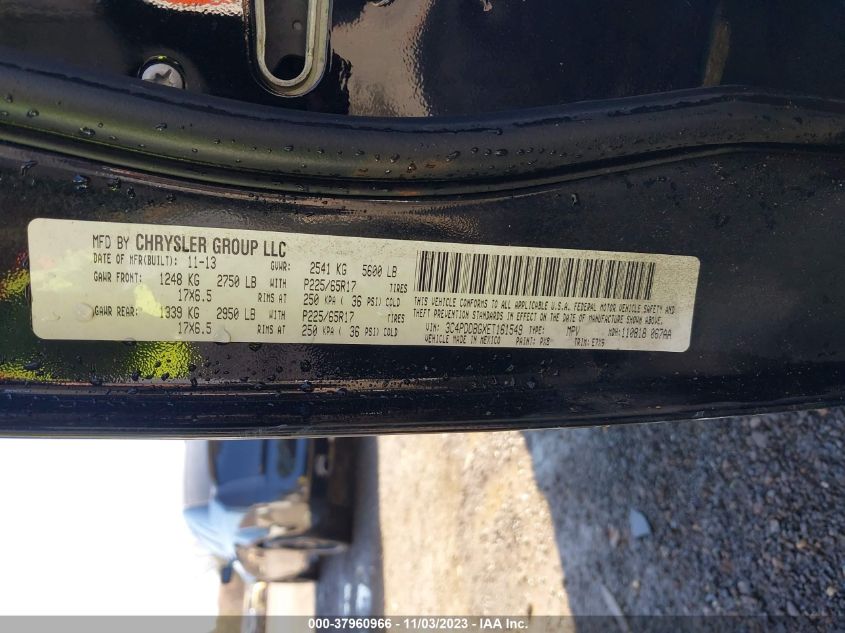 MFD BY CHRYSLER GROUP LLC
DATE OF MFR(BUILT): 11-13 GVWR: 2541 KG 5600 LB
GAWR FRONT: 1248 KG 2750 LB WITH P225/65R17 TIRES
17X6.5 RIMS AT 250 KPA ( 36 PSI) COLD
GAWR REAR: 1339 KG 2950 LB WITH P225/65R17 TIRES
17X6.5 RIMS AT 250 KPA ( 36 PSI) COLD
THIS VEHICLE CONFORMS TO ALL APPLICABLE U.S.A. FEDERAL MOTOR VEHICLE SAFETY, BUMPER AND
THEFT PREVENTION STANDARDS IN EFFECT ON THE DATE OF MANUFACTURE SHOWN ABOVE.
VIN: 3C4PDDBGXET161549 TYPE: MPV MDH: 110818 067AA
VEHICLE MADE IN MEXICO PAINT: PX8 TRIM: E7X9
000-37960966 - 11/03/2023 - IAA Inc.